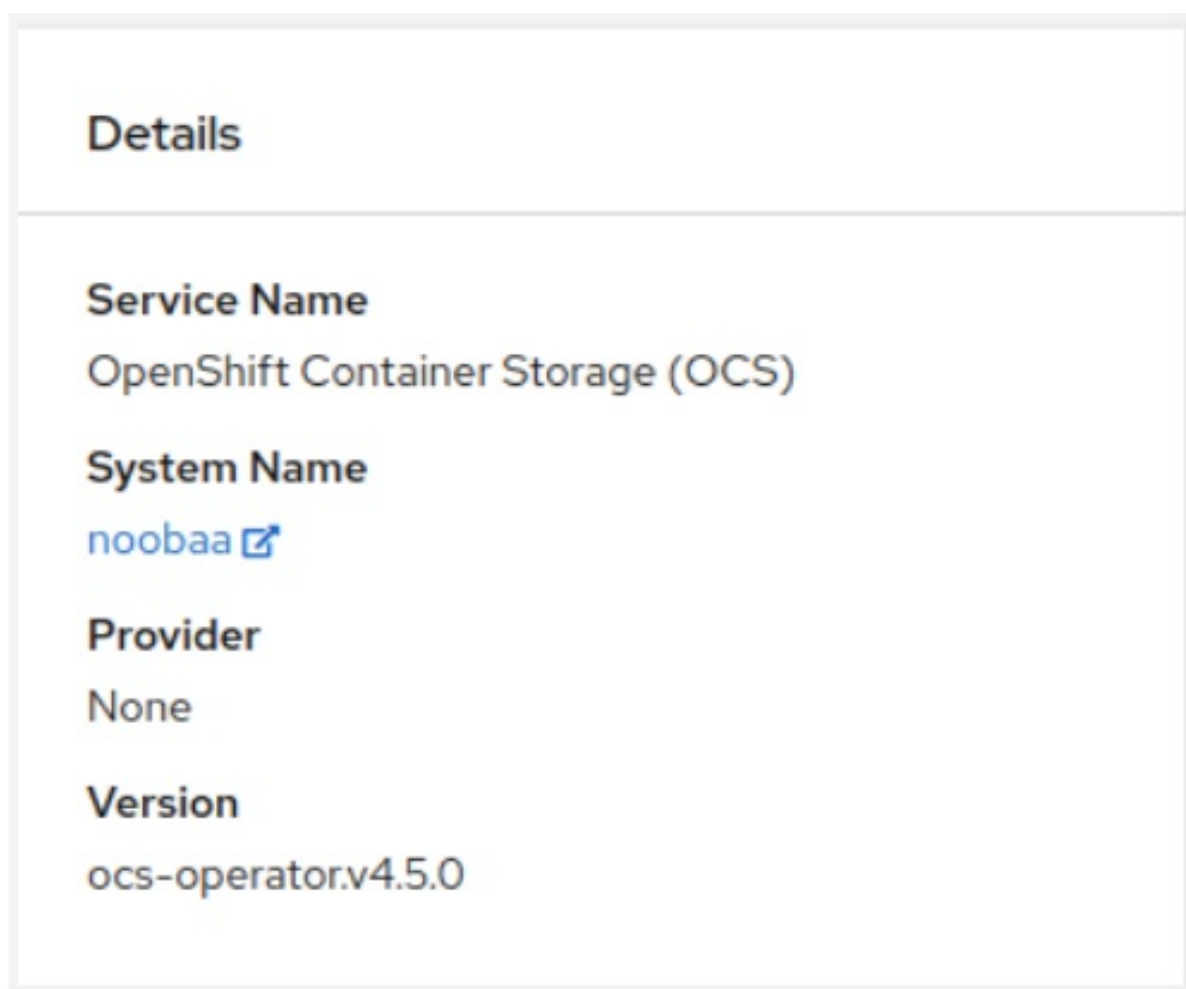 Details
Service Name
OpenShift Container Storage (OCS)
System Name
noobaa
Provider
None
Version
ocs-operator.v4.5.0